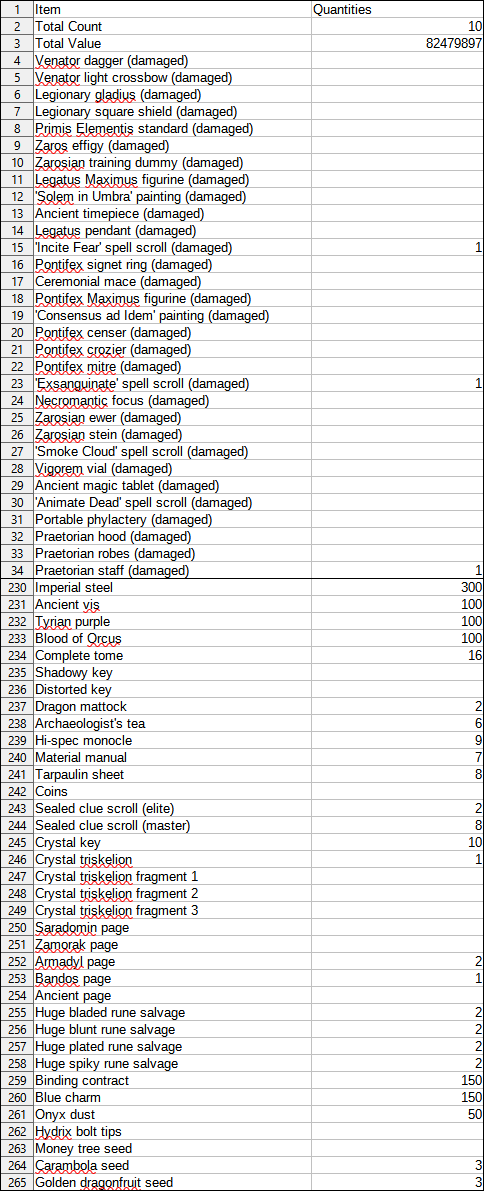 1 Item Quantities
2 Total Count 10
3 Total Value 82479897
4 Venator dagger (damaged)
5 Venator light crossbow (damaged)
6 Legionary gladius (damaged)
7 Legionary square shield (damaged)
8 Primis Elementis standard (damaged)
9 Zaros effigy (damaged)
10 Zarosian training dummy (damaged)
11 Legatus Maximus figurine (damaged)
12 'Solem in Umbra' painting (damaged)
13 Ancient timepiece (damaged)
14 Legatus pendant (damaged)
15 'Incite Fear' spell scroll (damaged) 1
16 Pontifex signet ring (damaged)
17 Ceremonial mace (damaged)
18 Pontifex Maximus figurine (damaged)
19 'Consensus ad Idem' painting (damaged)
20 Pontifex censer (damaged)
21 Pontifex crozier (damaged)
22 Pontifex mitre (damaged)
23 'Exsanguinate' spell scroll (damaged) 1
24 Necromantic focus (damaged)
25 Zarosian ewer (damaged)
26 Zarosian stein (damaged)
27 'Smoke Cloud' spell scroll (damaged)
28 Vigorem vial (damaged)
29 Ancient magic tablet (damaged)
30 'Animate Dead' spell scroll (damaged)
31 Portable phylactery (damaged)
32 Praetorian hood (damaged)
33 Praetorian robes (damaged)
34 Praetorian staff (damaged) 1
230 Imperial steel 300
231 Ancient vis 100
232 Tyrian purple 100
233 Blood of Orcus 100
234 Complete tome 16
235 Shadowy key
236 Distorted key
237 Dragon mattock 2
238 Archaeologist's tea 6
239 Hi-spec monocle 9
240 Material manual 7
241 Tarpaulin sheet 8
242 Coins
243 Sealed clue scroll (elite) 2
244 Sealed clue scroll (master) 8
245 Crystal key 10
246 Crystal triskelion 1
247 Crystal triskelion fragment 1
248 Crystal triskelion fragment 2
249 Crystal triskelion fragment 3
250 Saradomin page
251 Zamorak page
252 Armadyl page 2
253 Bandos page 1
254 Ancient page
255 Huge bladed rune salvage 2
256 Huge blunt rune salvage 2
257 Huge plated rune salvage 2
258 Huge spiky rune salvage 2
259 Binding contract 150
260 Blue charm 150
261 Onyx dust 50
262 Hydrix bolt tips
263 Money tree seed
264 Carambola seed 3
265 Golden dragonfruit seed 3